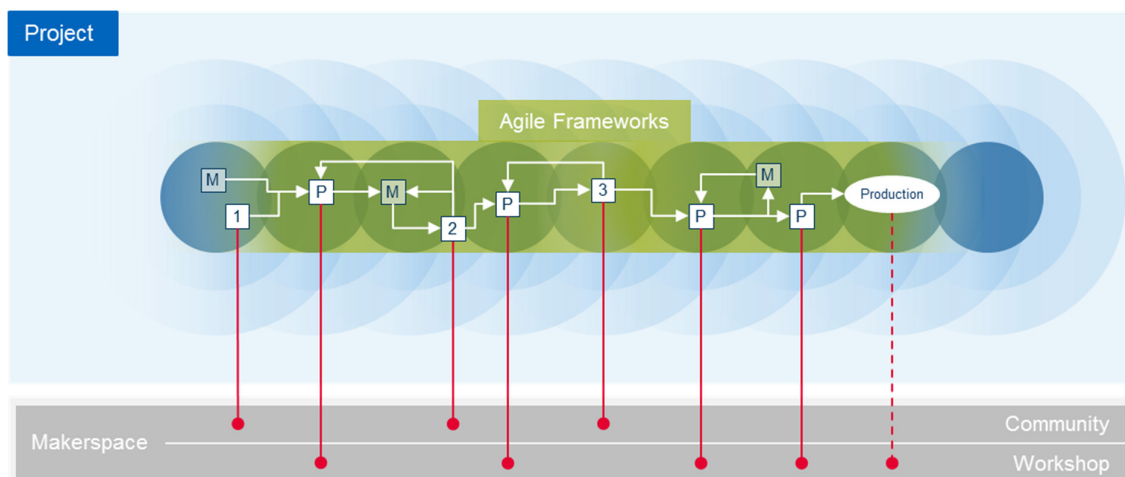 Project
Agile Frameworks
M
1
P
M
2
P
3
P
M
P
Production
Makerspace
Community
Workshop